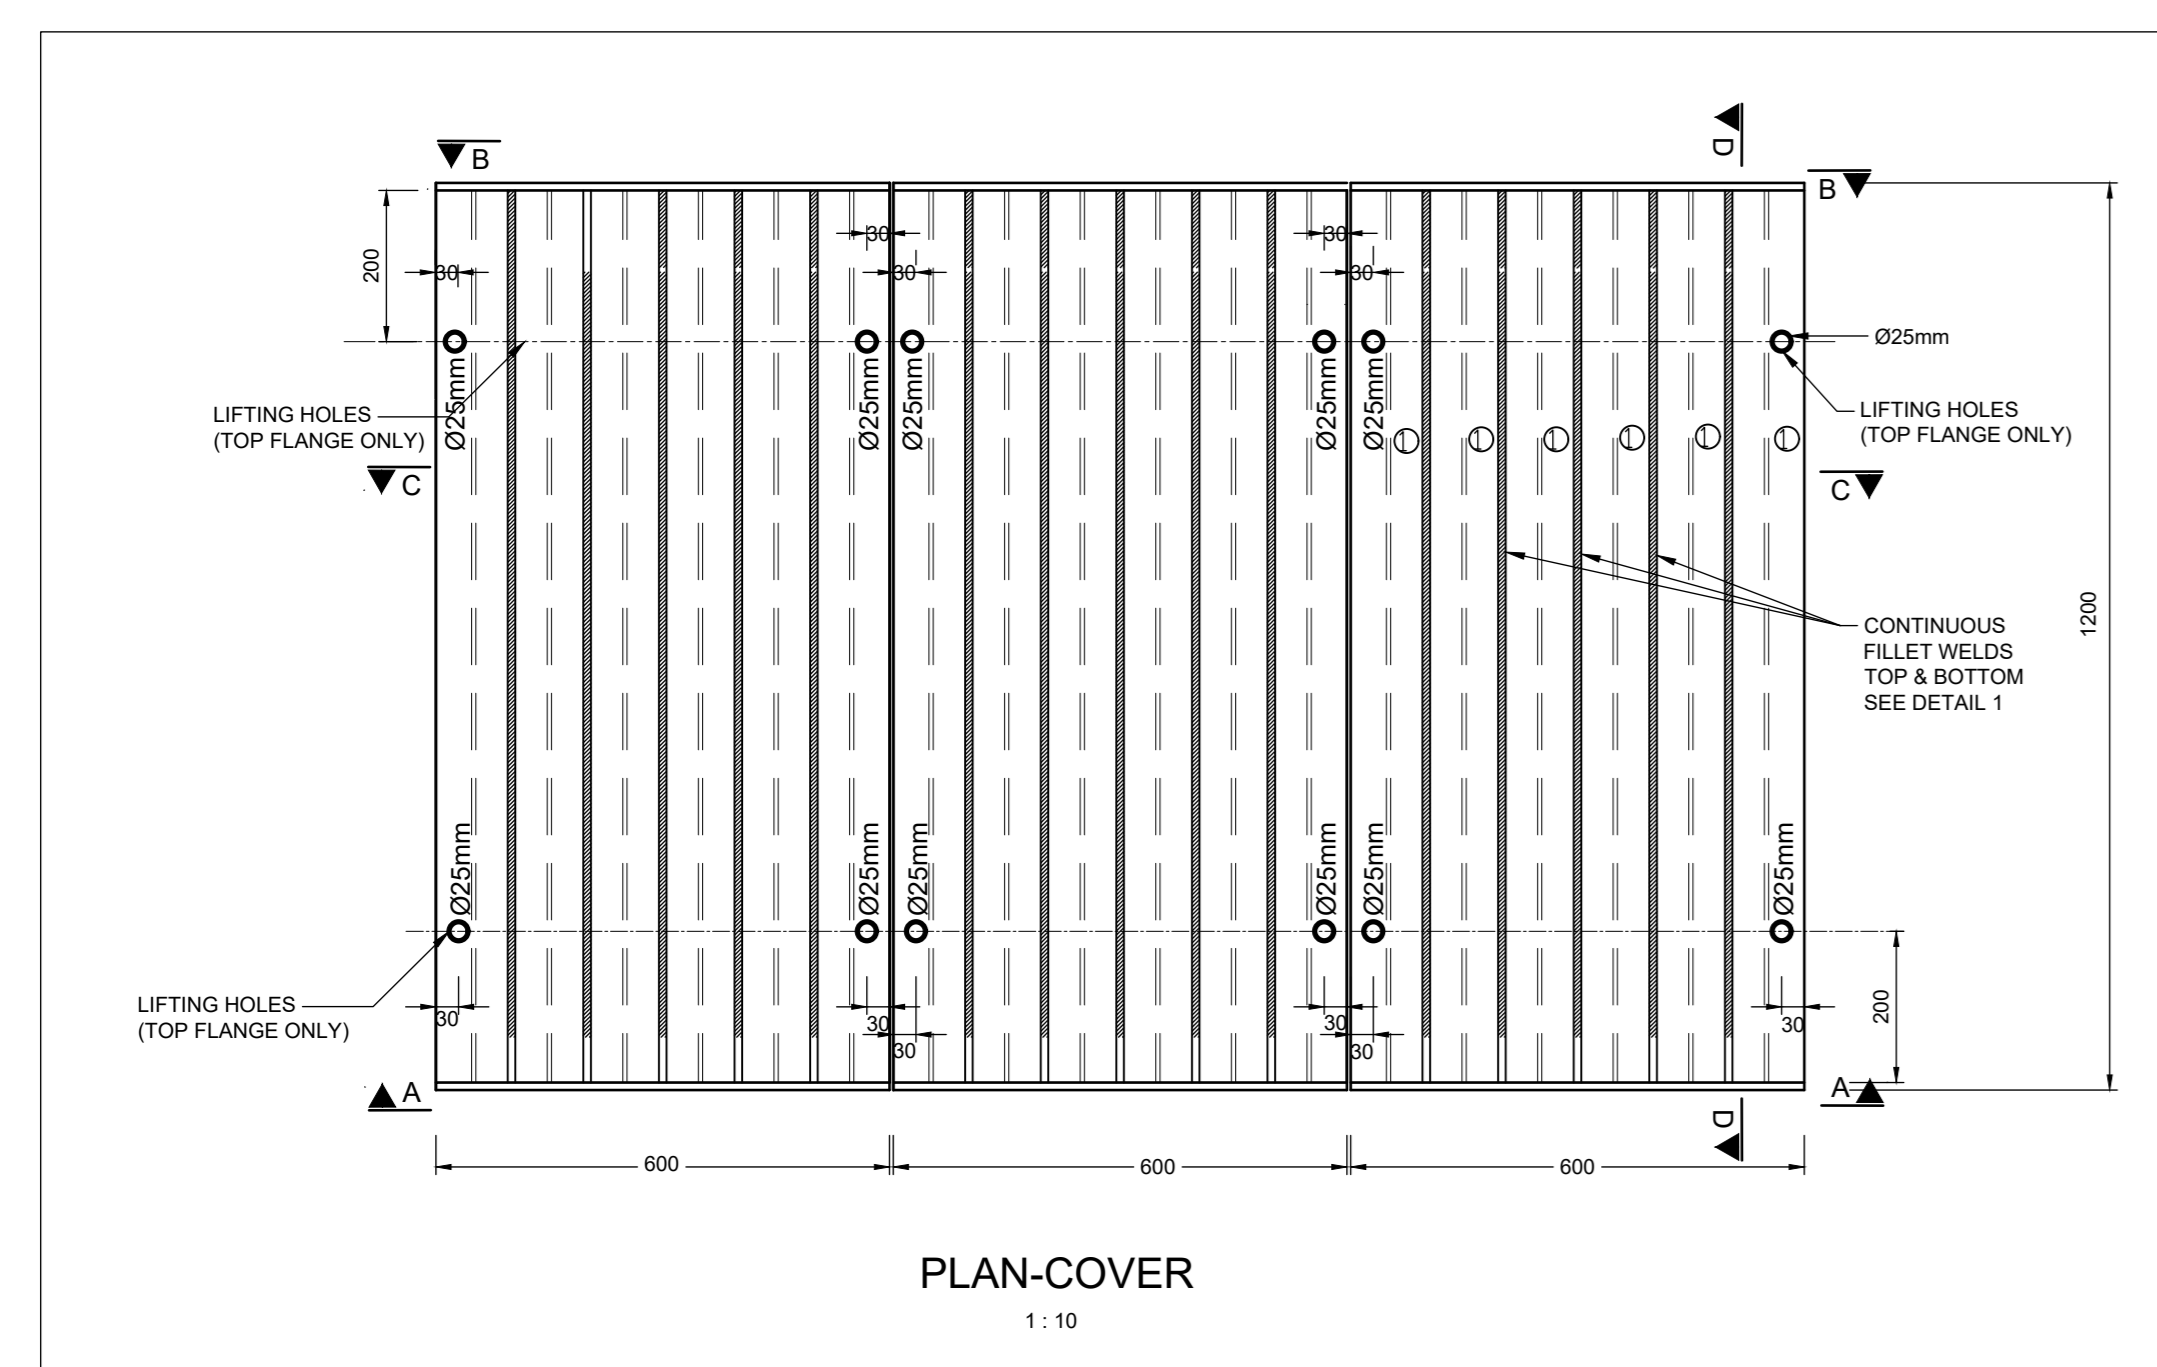 D
B
B
30
30
200
30
30
30
Ø25mm
LIFTING HOLES
(TOP FLANGE ONLY)
Ø25mm
Ø25mm
Ø25mm
Ø25mm
Ø25mm
LIFTING HOLES
(TOP FLANGE ONLY)
1
1
1
1
1
1
C
C
1200
CONTINUOUS
FILLET WELDS
TOP & BOTTOM
SEE DETAIL 1
Ø25mm
Ø25mm
Ø25mm
Ø25mm
Ø25mm
Ø25mm
LIFTING HOLES
(TOP FLANGE ONLY)
30
30
30
30
30
30
200
A
A
D
600
600
600
PLAN-COVER
1 : 10